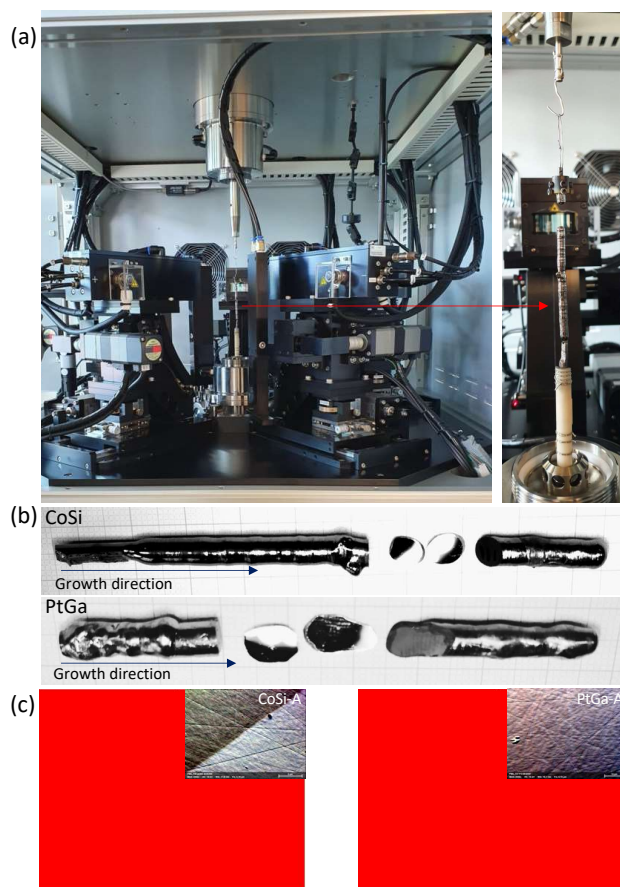 (a)
(b)
CoSi
Growth direction
PtGa
Growth direction
(c)
CoSi-A
PtGa-A